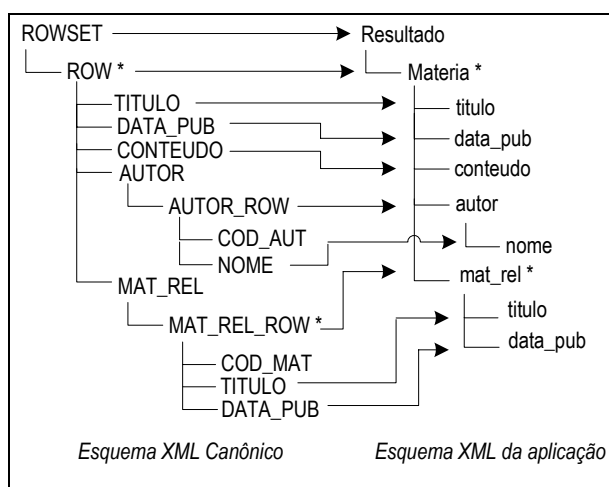 ROWSET Resultado
ROW * Materia *
TITULO titulo
DATA_PUB data_pub
CONTEUDO conteudo
AUTOR
AUTOR_ROW autor
COD_AUT
NOME nome
MAT_REL mat_rel *
MAT_REL_ROW * titulo
COD_MAT data_pub
TITULO
DATA_PUB
Esquema XML Canônico Esquema XML da aplicação